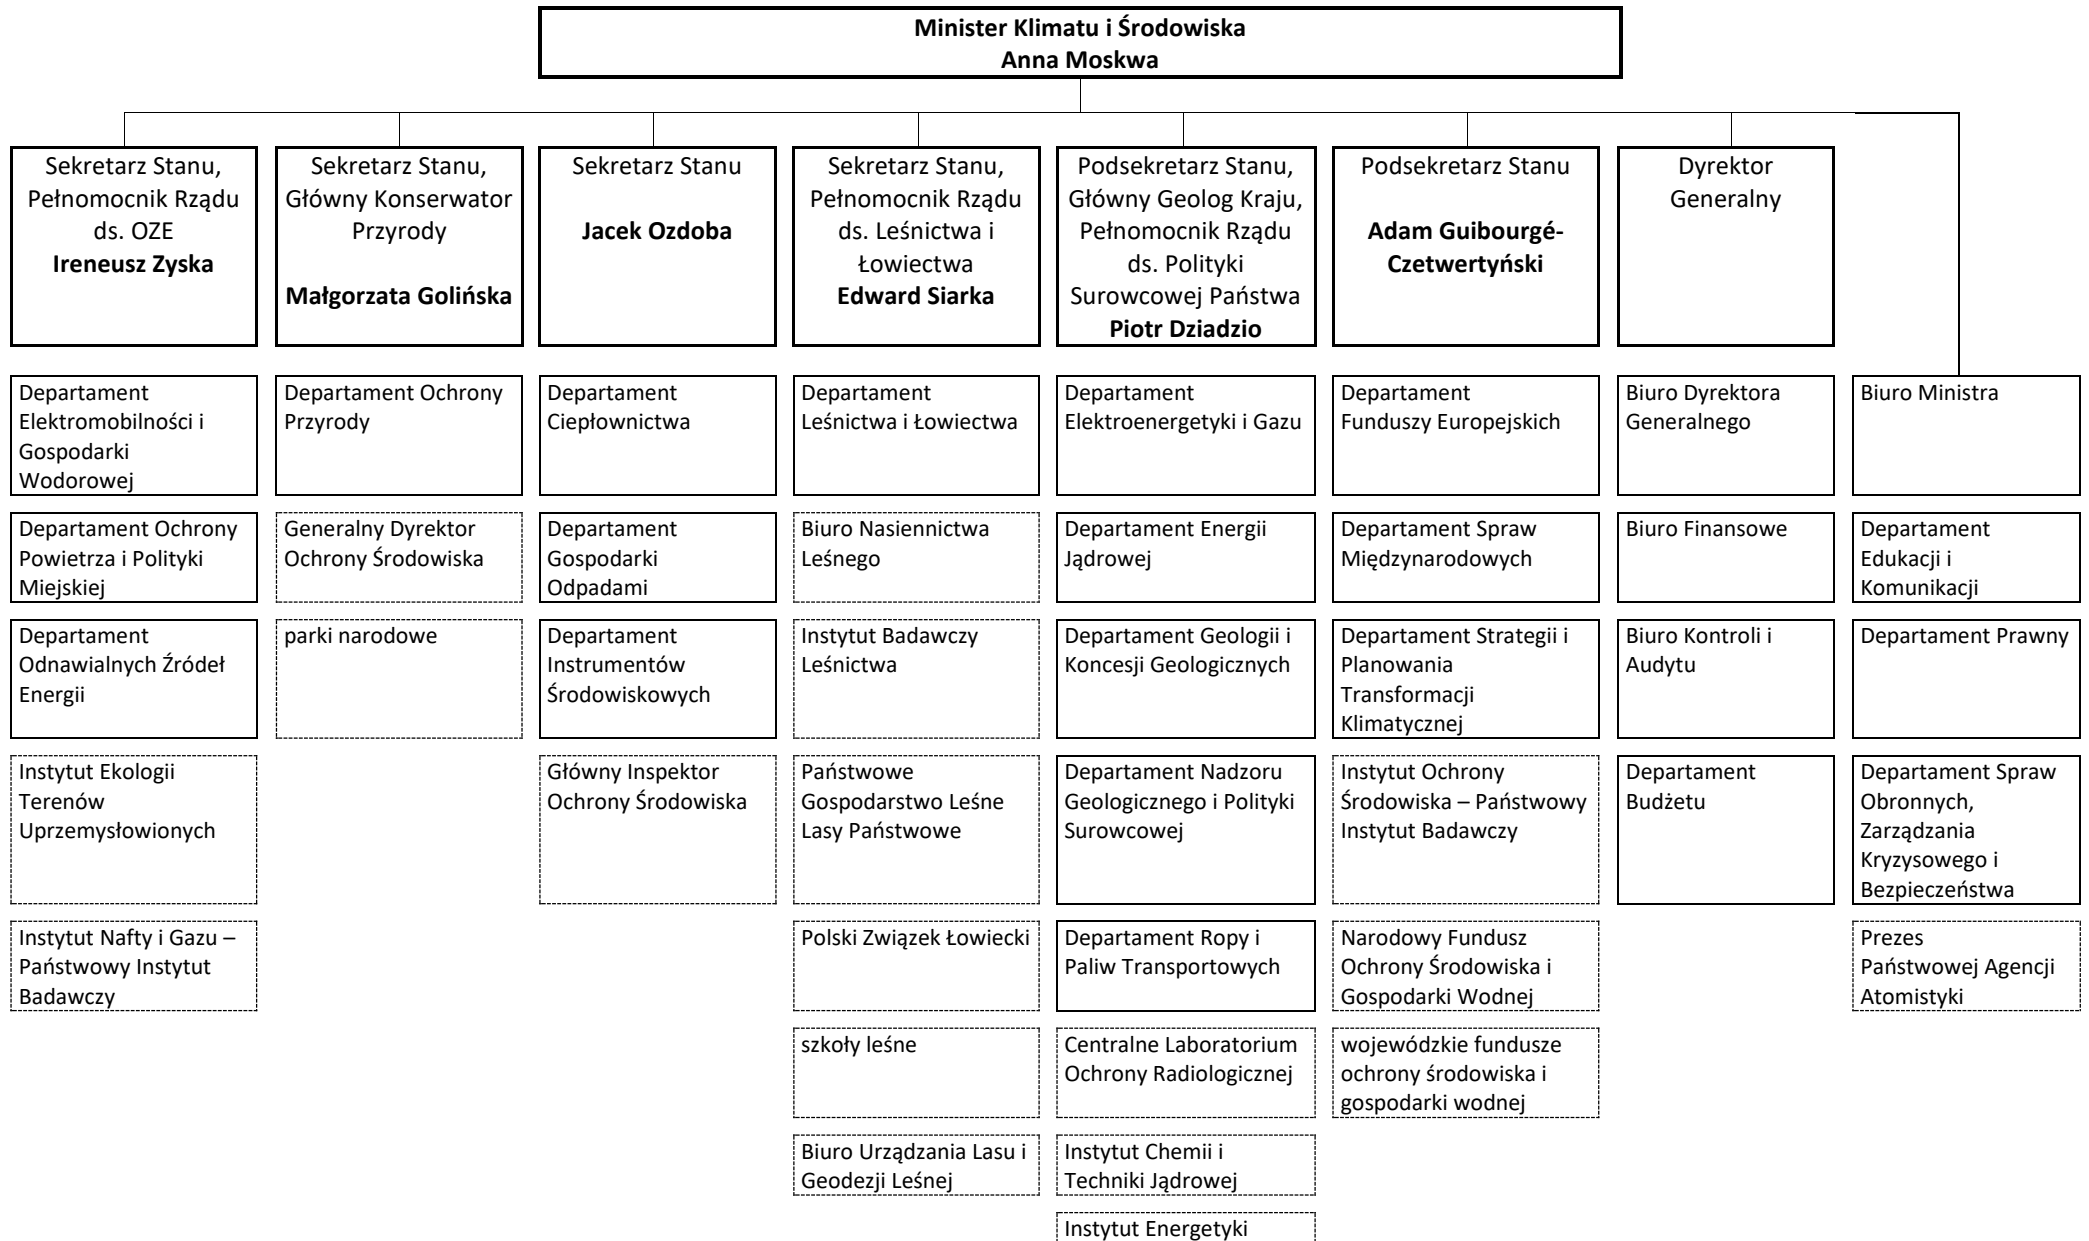 Minister Klimatu i Środowiska
Anna Moskwa
Sekretarz Stanu,
Pełnomocnik Rządu
ds. OZE
Ireneusz Zyska
Sekretarz Stanu,
Główny Konserwator
Przyrody
Małgorzata Golińska
Sekretarz Stanu
Jacek Ozdoba
Sekretarz Stanu,
Pełnomocnik Rządu
ds. Leśnictwa i
Łowiectwa
Edward Siarka
Podsekretarz Stanu,
Główny Geolog Kraju,
Pełnomocnik Rządu
ds. Polityki
Surowcowej Państwa
Piotr Dziadzio
Podsekretarz Stanu
Adam Guibourgé-
Czetwertyński
Dyrektor
Generalny
Departament
Elektromobilności i
Gospodarki
Wodorowej
Departament Ochrony
Przyrody
Departament
Ciepłownictwa
Departament
Leśnictwa i Łowiectwa
Departament
Elektroenergetyki i Gazu
Departament
Funduszy Europejskich
Biuro Dyrektora
Generalnego
Biuro Ministra
Departament Ochrony
Powietrza i Polityki
Miejskiej
Generalny Dyrektor
Ochrony Środowiska
Departament
Gospodarki
Odpadami
Biuro Nasiennictwa
Leśnego
Departament Energii
Jądrowej
Departament Spraw
Międzynarodowych
Biuro Finansowe
Departament
Edukacji i
Komunikacji
Departament
Odnawialnych Źródeł
Energii
parki narodowe
Departament
Instrumentów
Środowiskowych
Instytut Badawczy
Leśnictwa
Departament Geologii i
Koncesji Geologicznych
Departament Strategii i
Planowania
Transformacji
Klimatycznej
Biuro Kontroli i
Audytu
Departament Prawny
Instytut Ekologii
Terenów
Uprzemysłowionych
Główny Inspektor
Ochrony Środowiska
Państwowe
Gospodarstwo Leśne
Lasy Państwowe
Departament Nadzoru
Geologicznego i Polityki
Surowcowej
Instytut Ochrony
Środowiska – Państwowy
Instytut Badawczy
Departament
Budżetu
Departament Spraw
Obronnych,
Zarządzania
Kryzysowego i
Bezpieczeństwa
Instytut Nafty i Gazu –
Państwowy Instytut
Badawczy
Polski Związek Łowiecki
Departament Ropy i
Paliw Transportowych
Narodowy Fundusz
Ochrony Środowiska i
Gospodarki Wodnej
Prezes
Państwowej Agencji
Atomistyki
szkoły leśne
Centralne Laboratorium
Ochrony Radiologicznej
wojewódzkie fundusze
ochrony środowiska i
gospodarki wodnej
Biuro Urządzania Lasu i
Geodezji Leśnej
Instytut Chemii i
Techniki Jądrowej
Instytut Energetyki